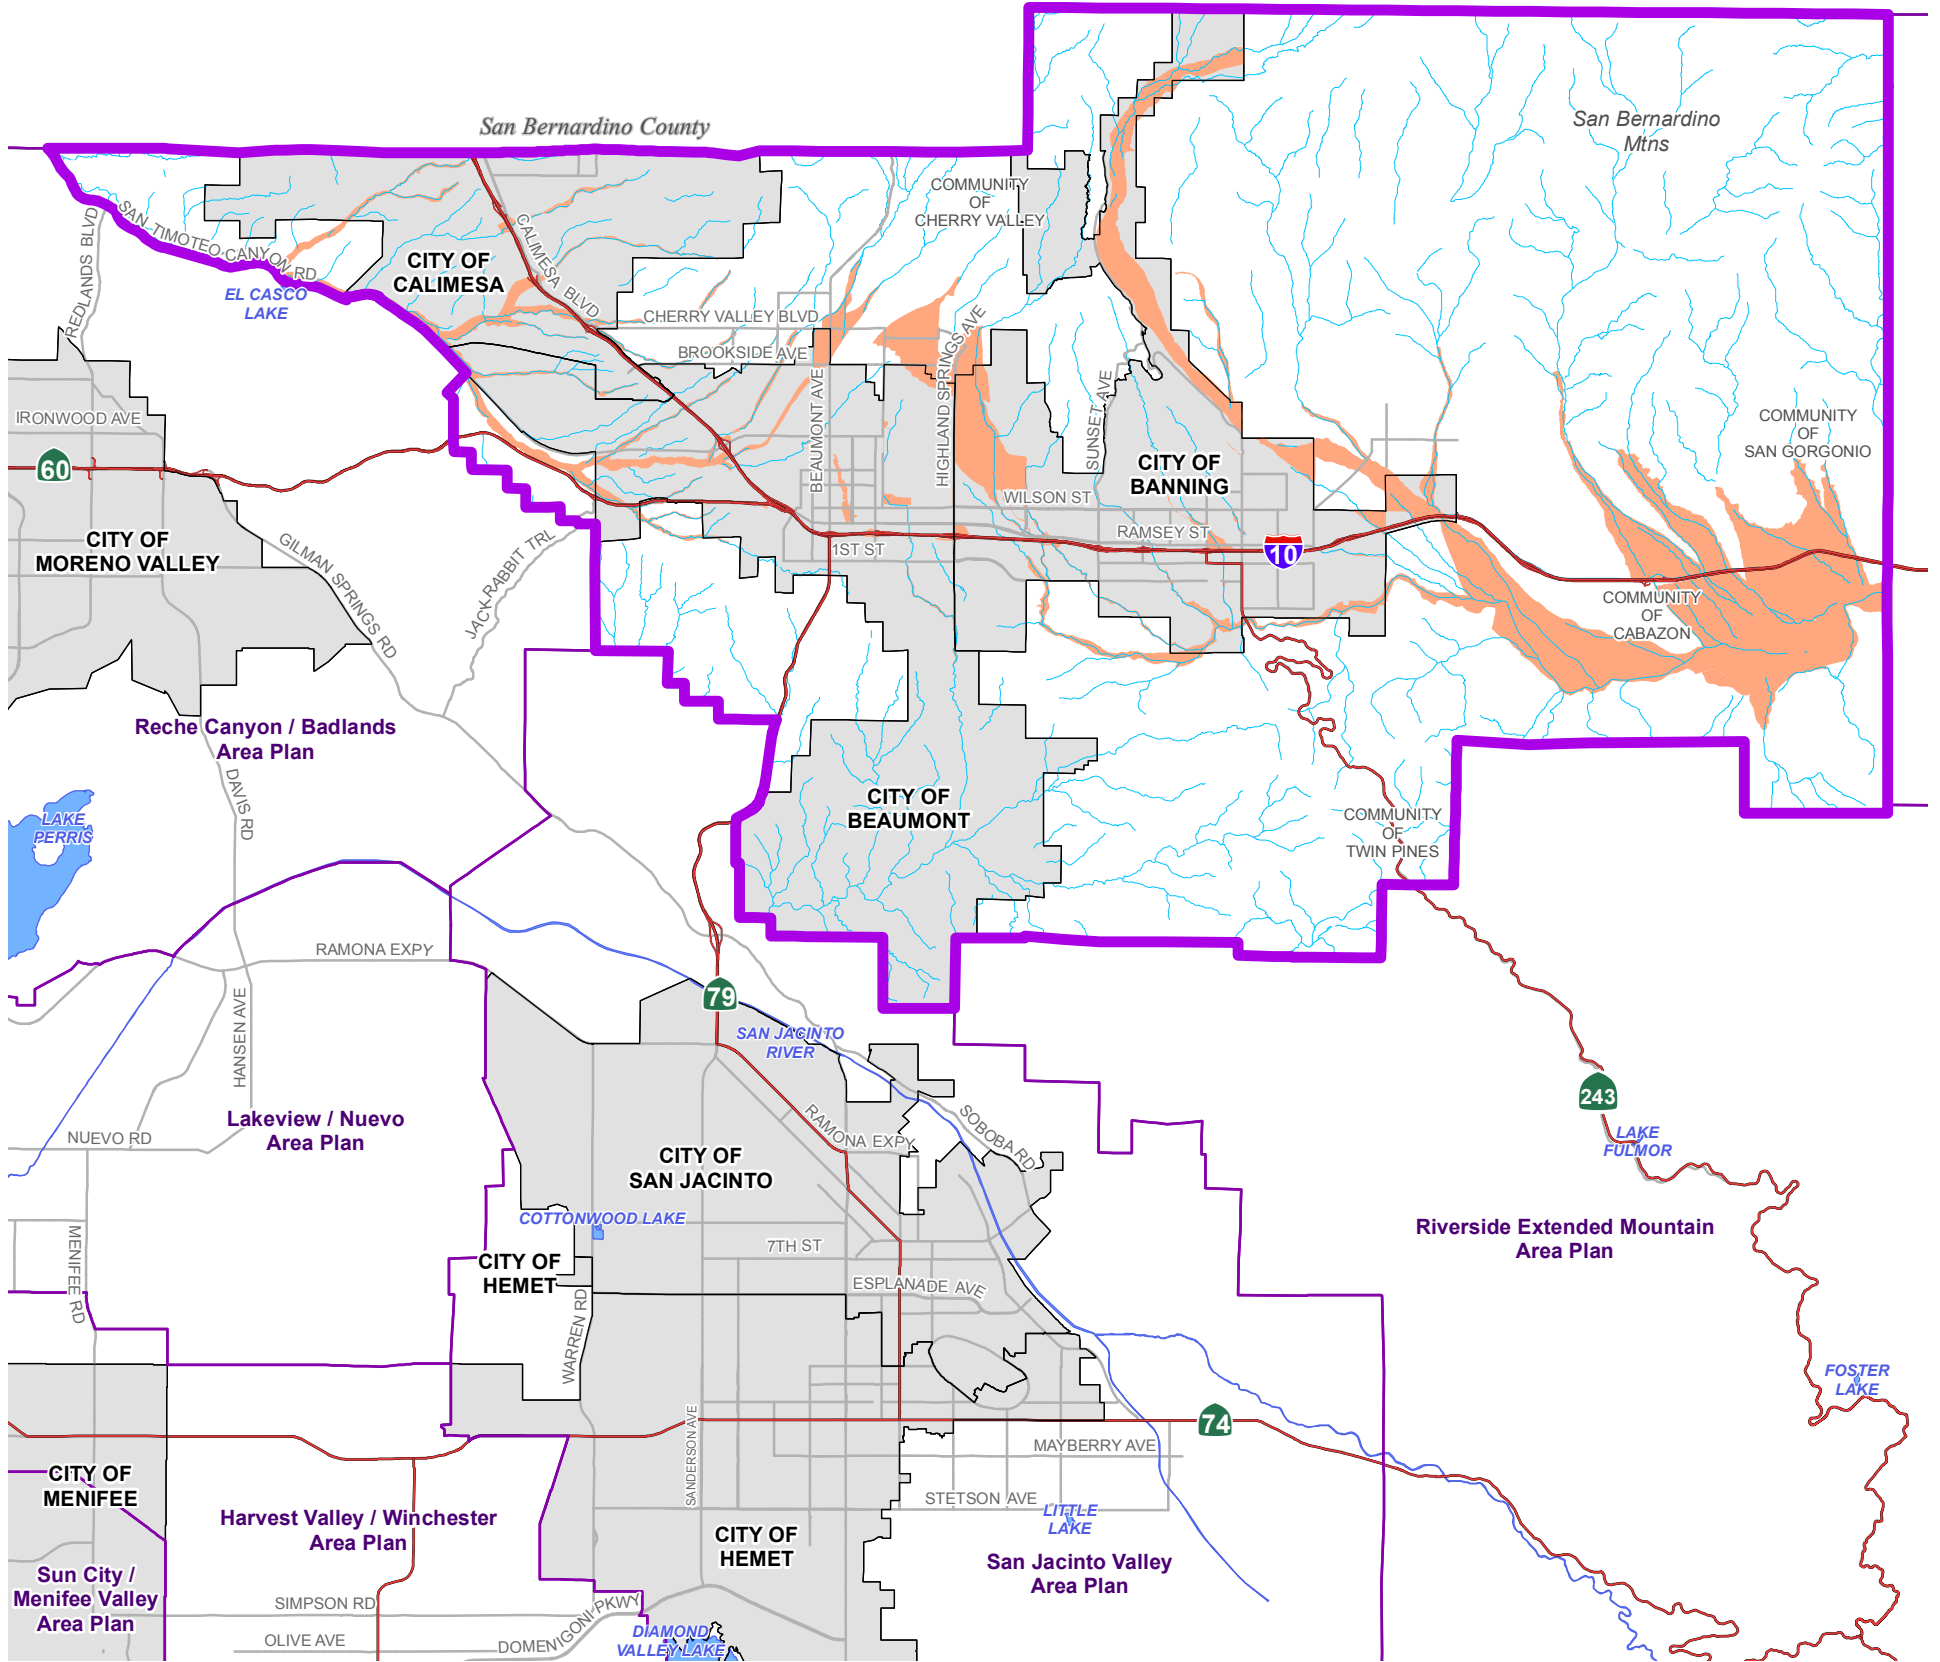 San Bernardino County
San Bernardino
Mtns
COMMUNITY
OF
CHERRY VALLEY
SAN TIMOTEO CANYON RD
REDLANDS BLVD
CALIMESA BLVD
CITY OF
CALIMESA
EL CASCO
LAKE
CHERRY VALLEY BLVD
BROOKSIDE AVE
HIGHLAND SPRINGS AVE
BEAUMONT AVE
SUNSET AVE
IRONWOOD AVE
60
COMMUNITY
OF
SAN GORGONIO
CITY OF
BANNING
WILSON ST
RAMSEY ST
1ST ST
10
CITY OF
MORENO VALLEY
GILMAN SPRINGS RD
JACK RABBIT TRL
COMMUNITY
OF
CABAZON
Reche Canyon / Badlands
Area Plan
DAVIS RD
LAKE
PERRIS
CITY OF
BEAUMONT
COMMUNITY
OF
TWIN PINES
RAMONA EXPY
79
HANSEN AVE
SAN JACINTO
RIVER
243
LAKE
FULMOR
Lakeview / Nuevo
Area Plan
NUEVO RD
RAMONA EXPY
SOBOBA RD
CITY OF
SAN JACINTO
COTTONWOOD LAKE
Riverside Extended Mountain
Area Plan
MENIFEE RD
CITY OF
HEMET
7TH ST
ESPLANADE AVE
WARREN RD
FOSTER
LAKE
SANDERSON AVE
74
MAYBERRY AVE
CITY OF
MENIFEE
STETSON AVE
LITTLE
LAKE
Harvest Valley / Winchester
Area Plan
CITY OF
HEMET
San Jacinto Valley
Area Plan
Sun City /
Menifee Valley
Area Plan
SIMPSON RD
OLIVE AVE
DOMENIGONI PKWY
DIAMOND
VALLEY LAKE